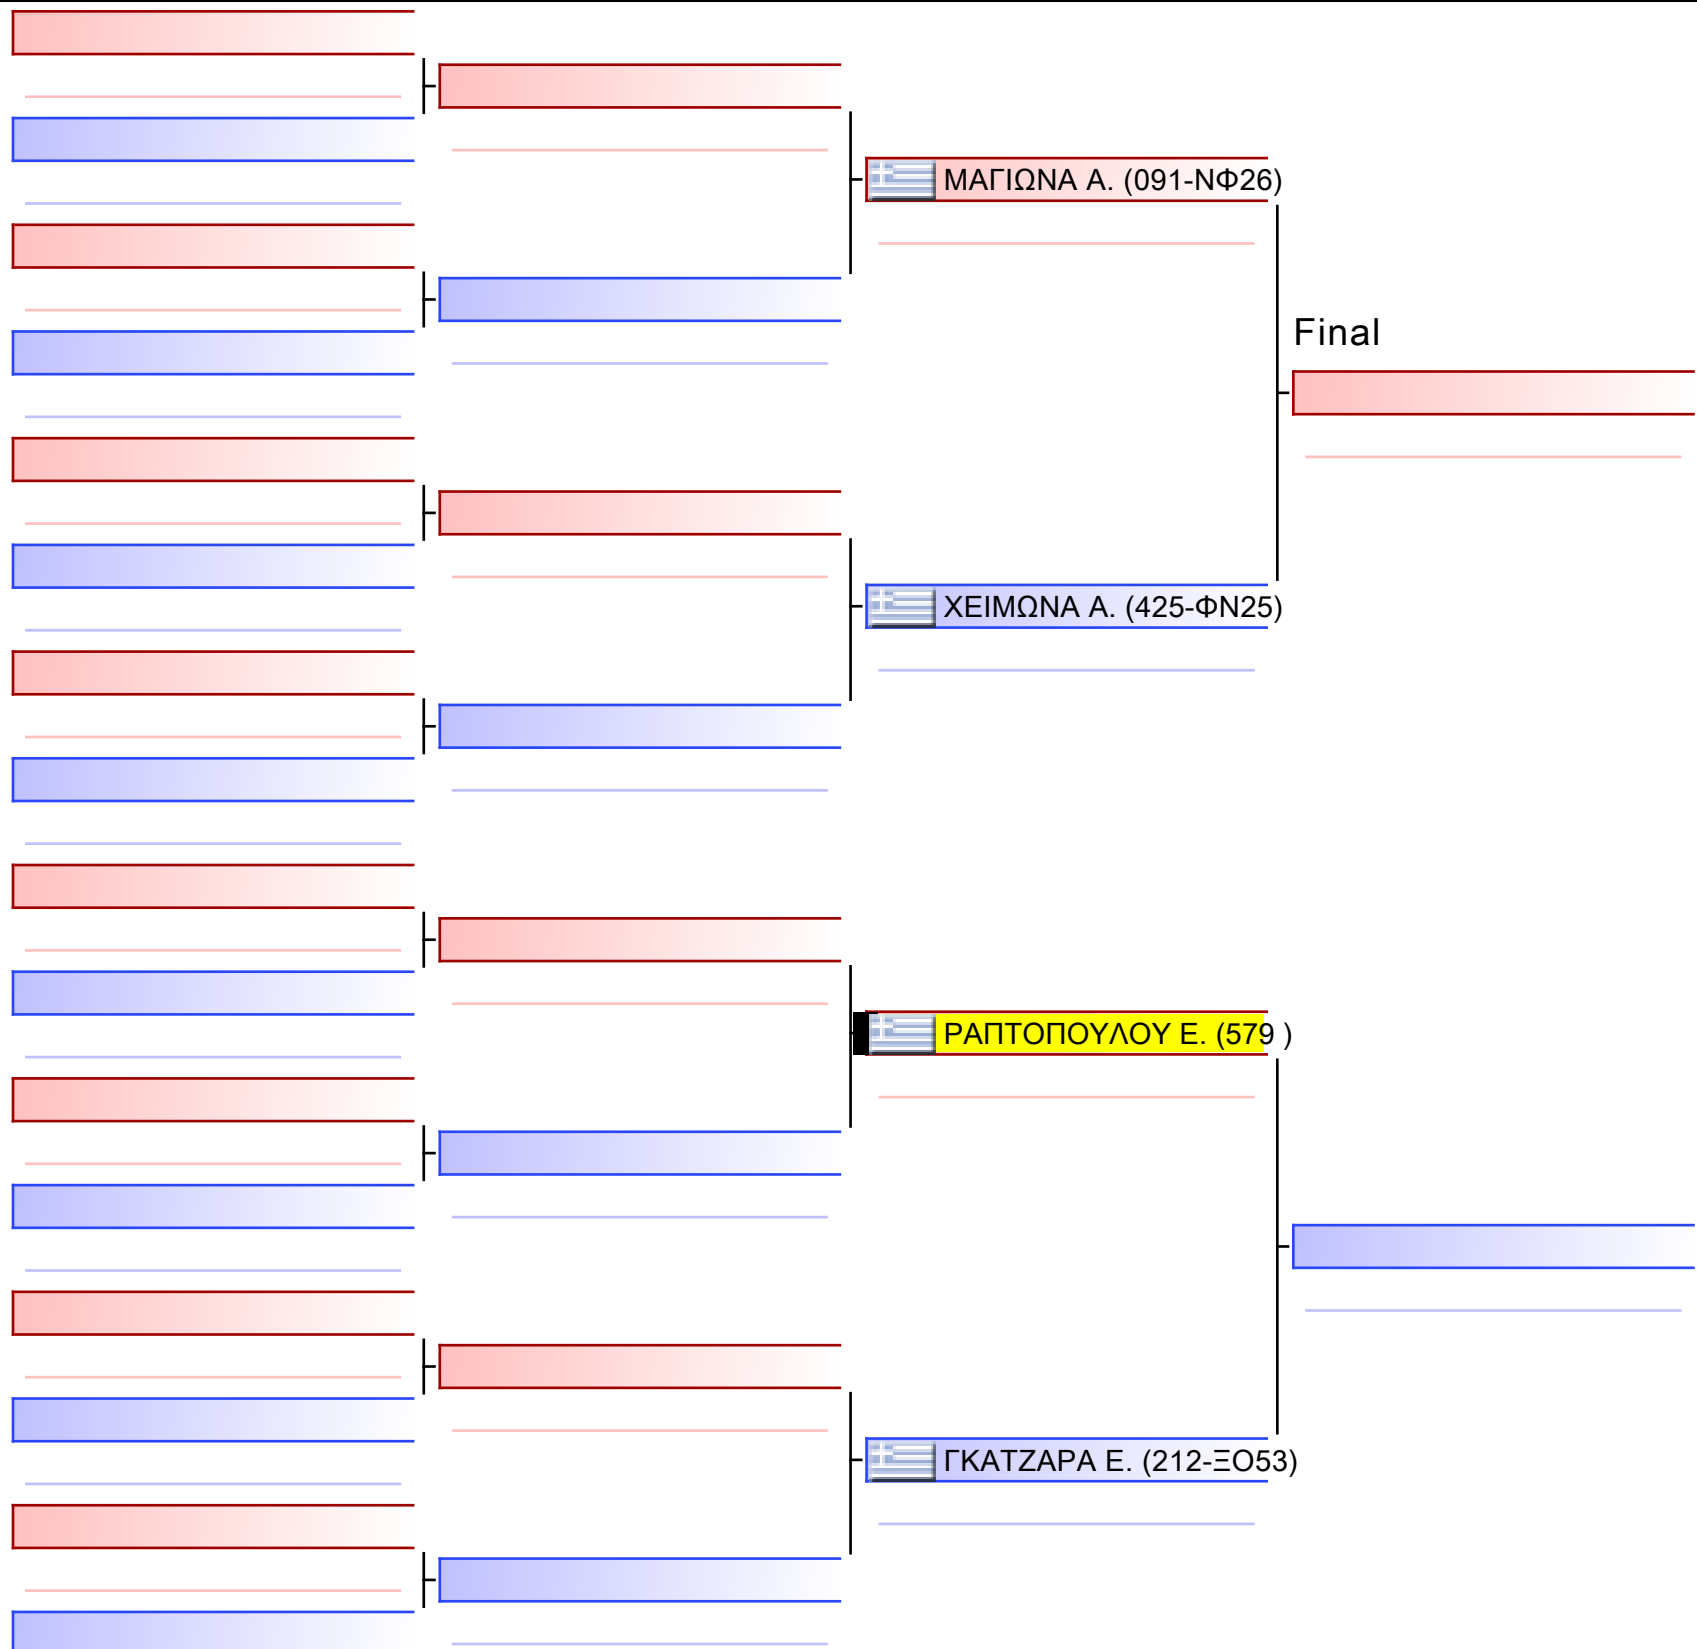 ΜΑΓΙΩΝΑ Α. (091-ΝΦ26)
Final
ΧΕΙΜΩΝΑ Α. (425-ΦΝ25)
ΡΑΠΤΟΠΟΥΛΟΥ Ε. (579 )
ΓΚΑΤΖΑΡΑ Ε. (212-ΞΟ53)